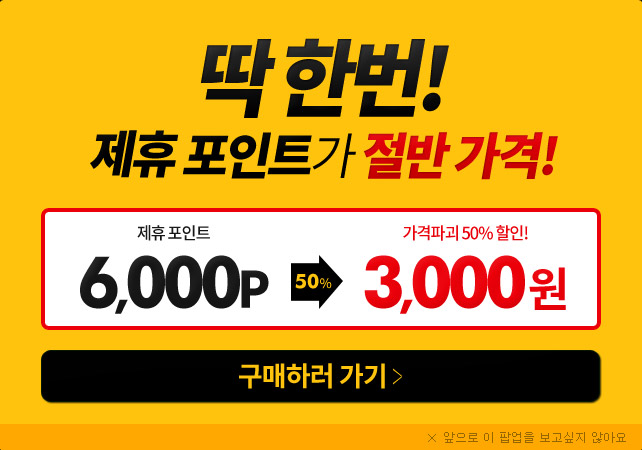 딱 한번!
제휴 포인트가 절반 가격!
제휴 포인트
6,000P
50%
가격파괴 50% 할인!
3,000원
구매하러 가기 >
× 앞으로 이 팝업을 보고싶지 않아요